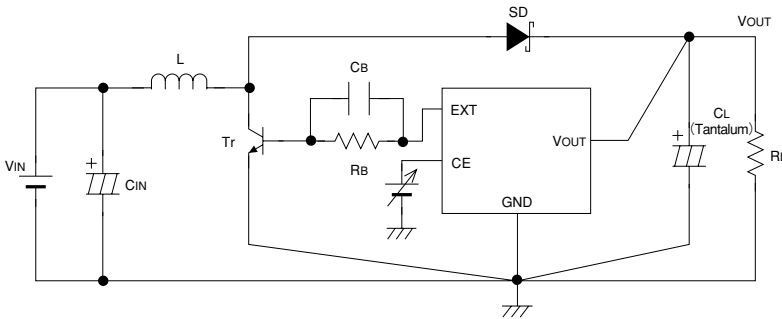 SD
VOUT
L
CB
EXT
CL
(Tantalum)
+
Tr
VOUT
RB
CE
RL
VIN
+
CIN
GND